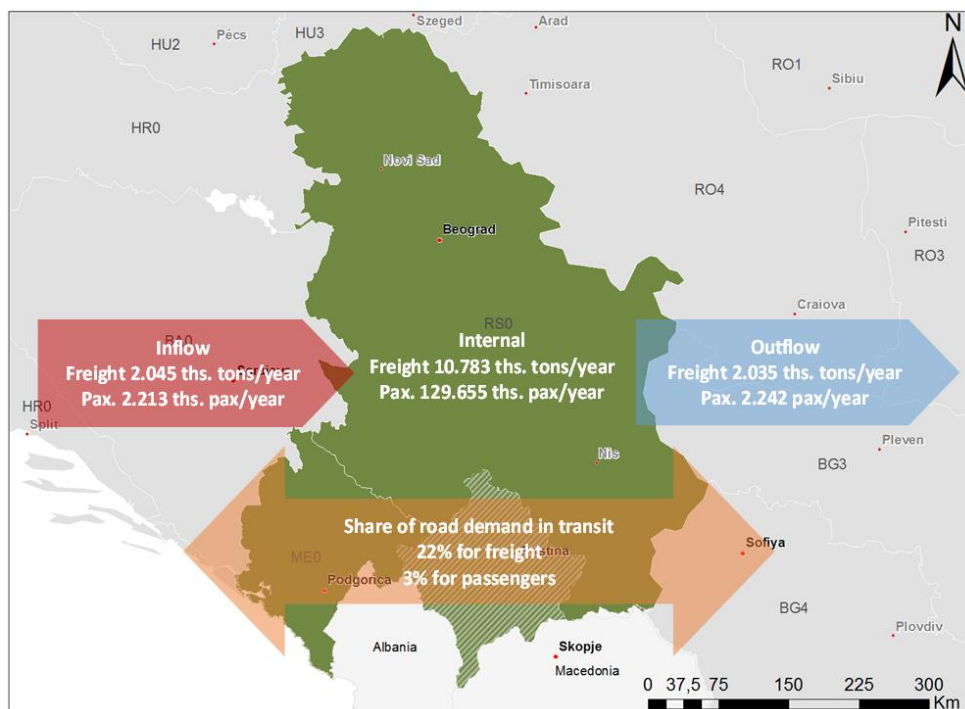 Szeged
Arad
N
HU3
Pécs
HU2
RO1
Timisoara
Sibiu
HR0
Novi Sad
RO4
Beograd
Pitesti
RO3
Craiova
RS0
BA0
Inflow
Freight 2.045 ths. tons/year
Pax. 2.213 ths. pax/year
Internal
Freight 10.783 ths. tons/year
Pax. 129.655 ths. pax/year
Outflow
Freight 2.035 ths. tons/year
Pax. 2.242 pax/year
HR0
Split
Pleven
BG3
Nis
Share of road demand in transit
22% for freight
3% for passengers
Sofiya
ME0
Podgorica
BG4
Plovdiv
Albania
Skopje
Macedonia
0 37,5 75 150 225 300
Km